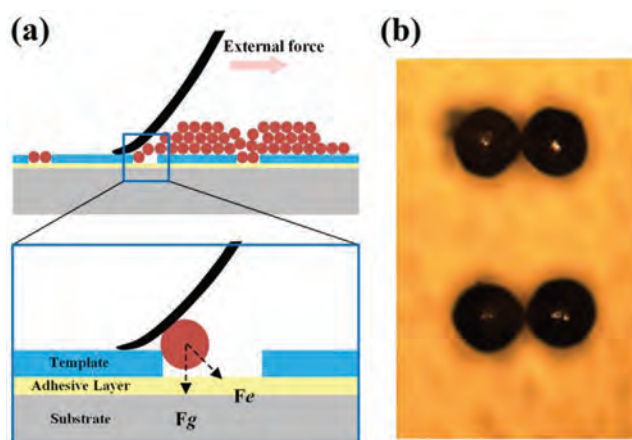 (a)
External force
Template
Adhesive Layer
Substrate
Fg
Fe
(b)